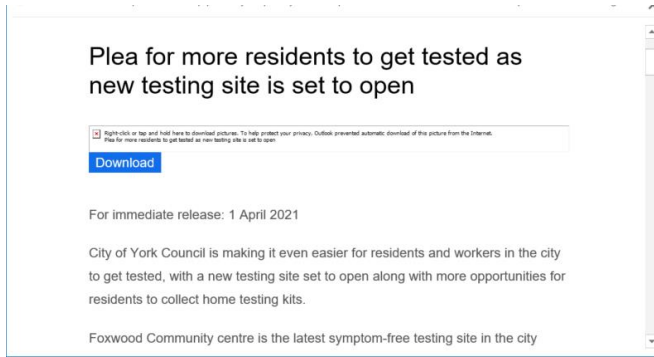 Plea for more residents to get tested as
new testing site is set to open
Right-click or tap and hold here to download pictures. To help protect your privacy, Outlook prevented automatic download of this picture from the Internet.
Plea for more residents to get tested as new testing site is set to open
Download
For immediate release: 1 April 2021
City of York Council is making it even easier for residents and workers in the city
to get tested, with a new testing site set to open along with more opportunities for
residents to collect home testing kits.
Foxwood Community centre is the latest symptom-free testing site in the city